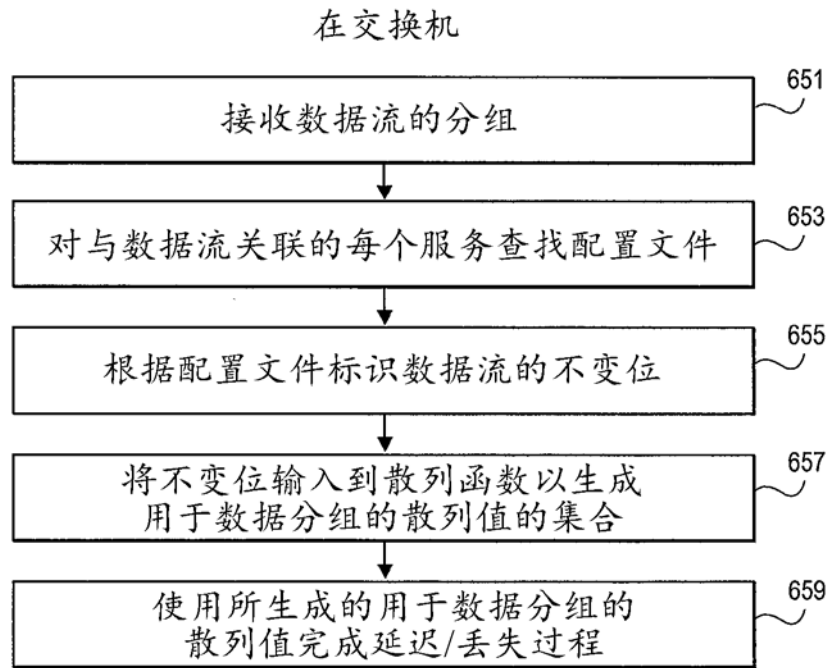 在交换机
651
接收数据流的分组
653
对与数据流关联的每个服务查找配置文件
655
根据配置文件标识数据流的不变位
657
将不变位输入到散列函数以生成
用于数据分组的散列值的集合
659
使用所生成的用于数据分组的
散列值完成延迟/丢失过程